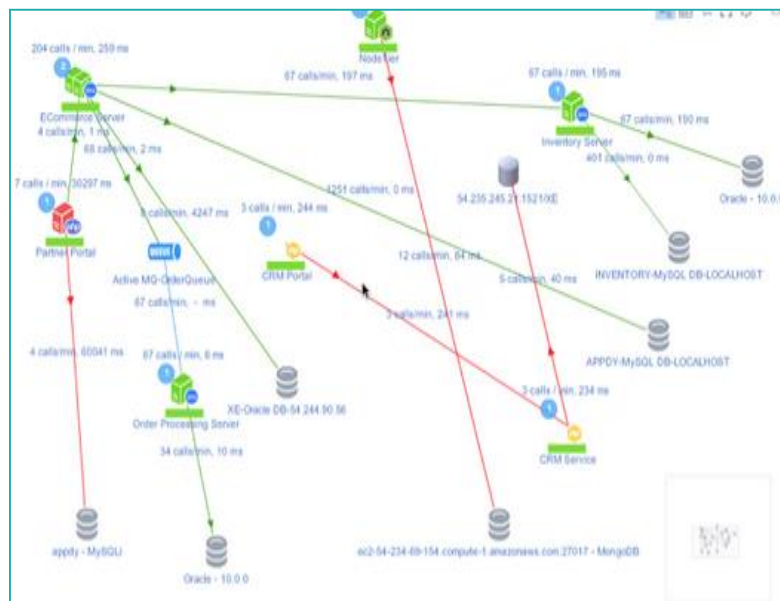 204 calls / min, 259 ms
67 calls/min, 197 ms
67 calls / min, 195 ms
ECommerce Server
4 calls/min, 1 ms
68 calls/min, 2 ms
67 calls/min, 190 ms
Inventory Server
401 calls/min, 0 ms
7 calls / min, 30297 ms
1251 calls/min, 0 ms
54.235.245.21:1521/XE
3 calls / min, 244 ms
calls/min, 4247 ms
Oracle - 10.0.
Partner Portal
Active MQ-OrderQueue
CRM Portal
12 calls/min, 64 ms
5 calls/min, 40 ms
INVENTORY-MySQL DB-LOCALHOST
67 calls/min, - ms
3 calls/min, 241 ms
4 calls/min, 60041 ms
67 calls / min, 6 ms
APPDY-MySQL DB-LOCALHOST
XE-Oracle DB-54.244.90.56
3 calls / min, 234 ms
Order Processing Server
34 calls/min, 10 ms
CRM Service
appdy - MySQLI
ec2-54-234-69-154.compute-1.amazonaws.com:27017 - MongoDB
Oracle - 10.0.0